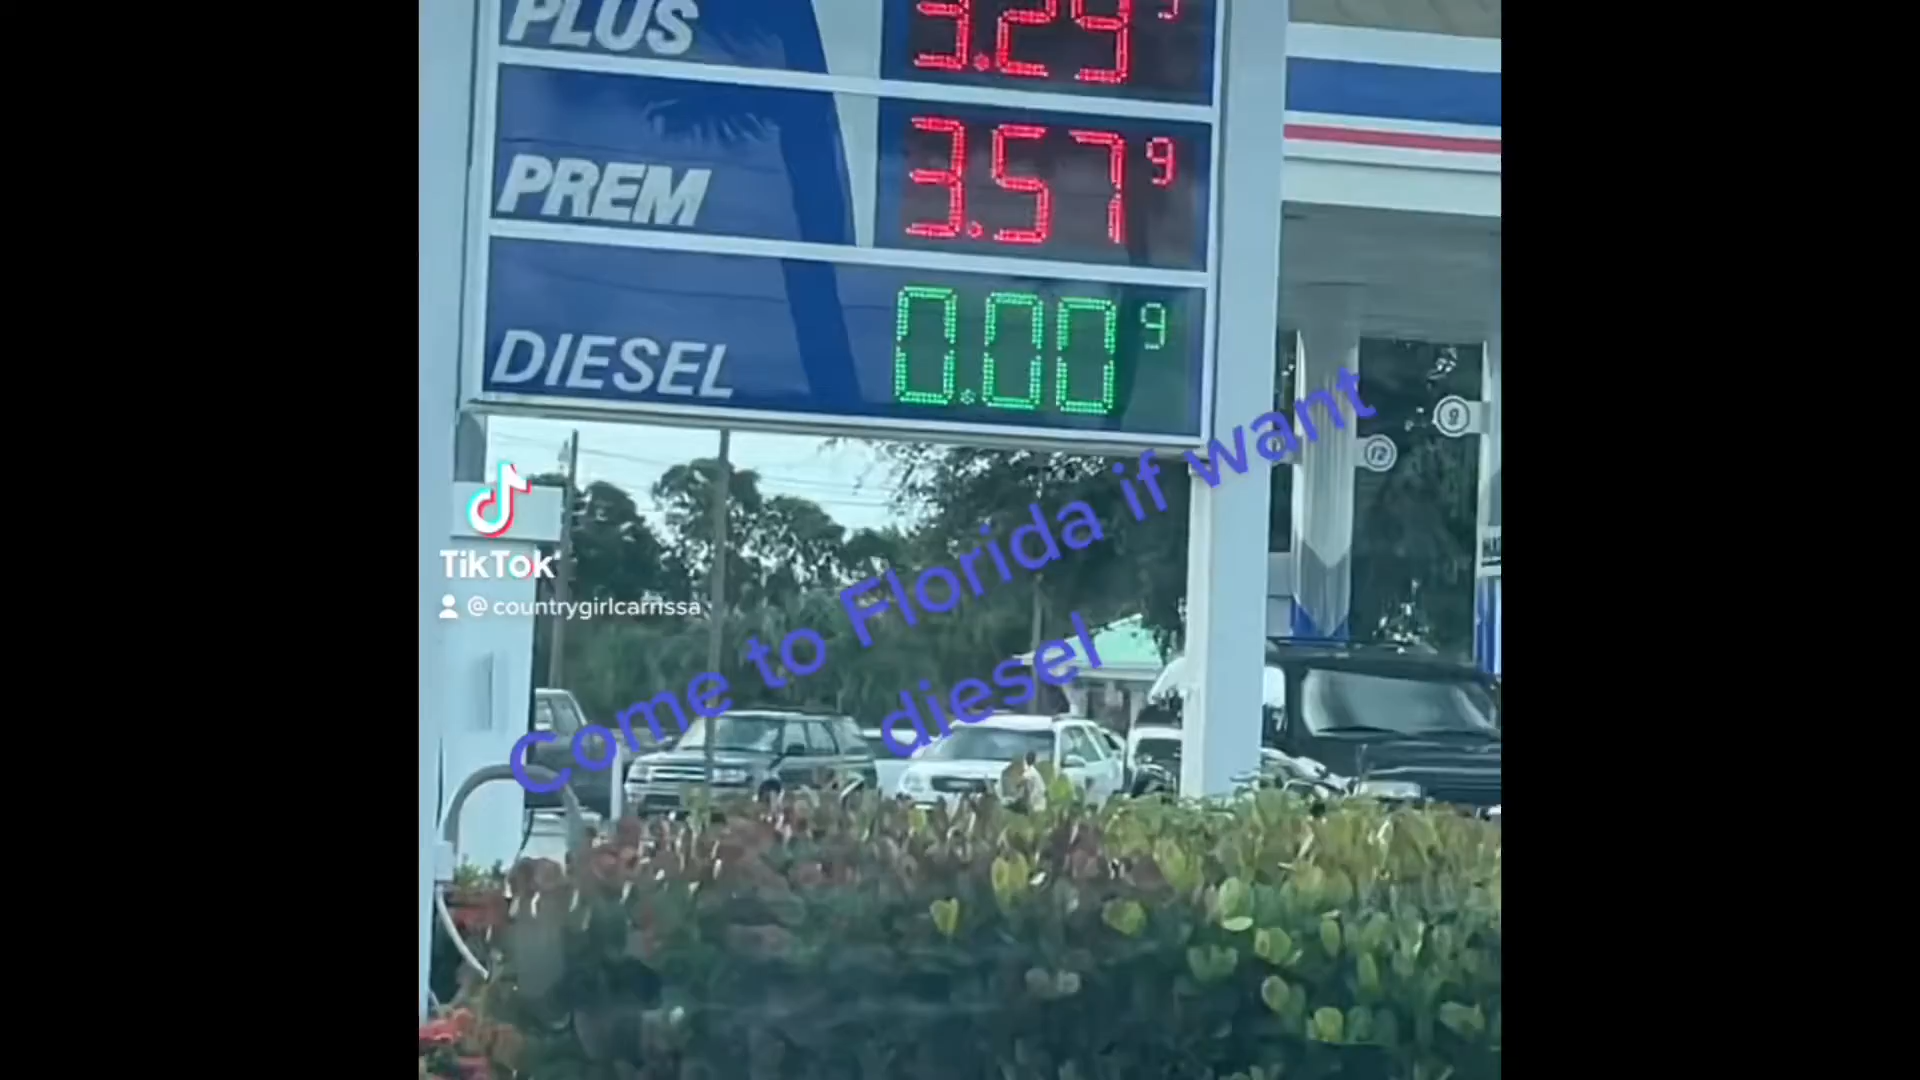 PLUS 3.29 9
PREM 3.57 9
DIESEL 0.00 9
Come to Florida if want
diesel
TikTok
@countrygirlcarrissa
9
12